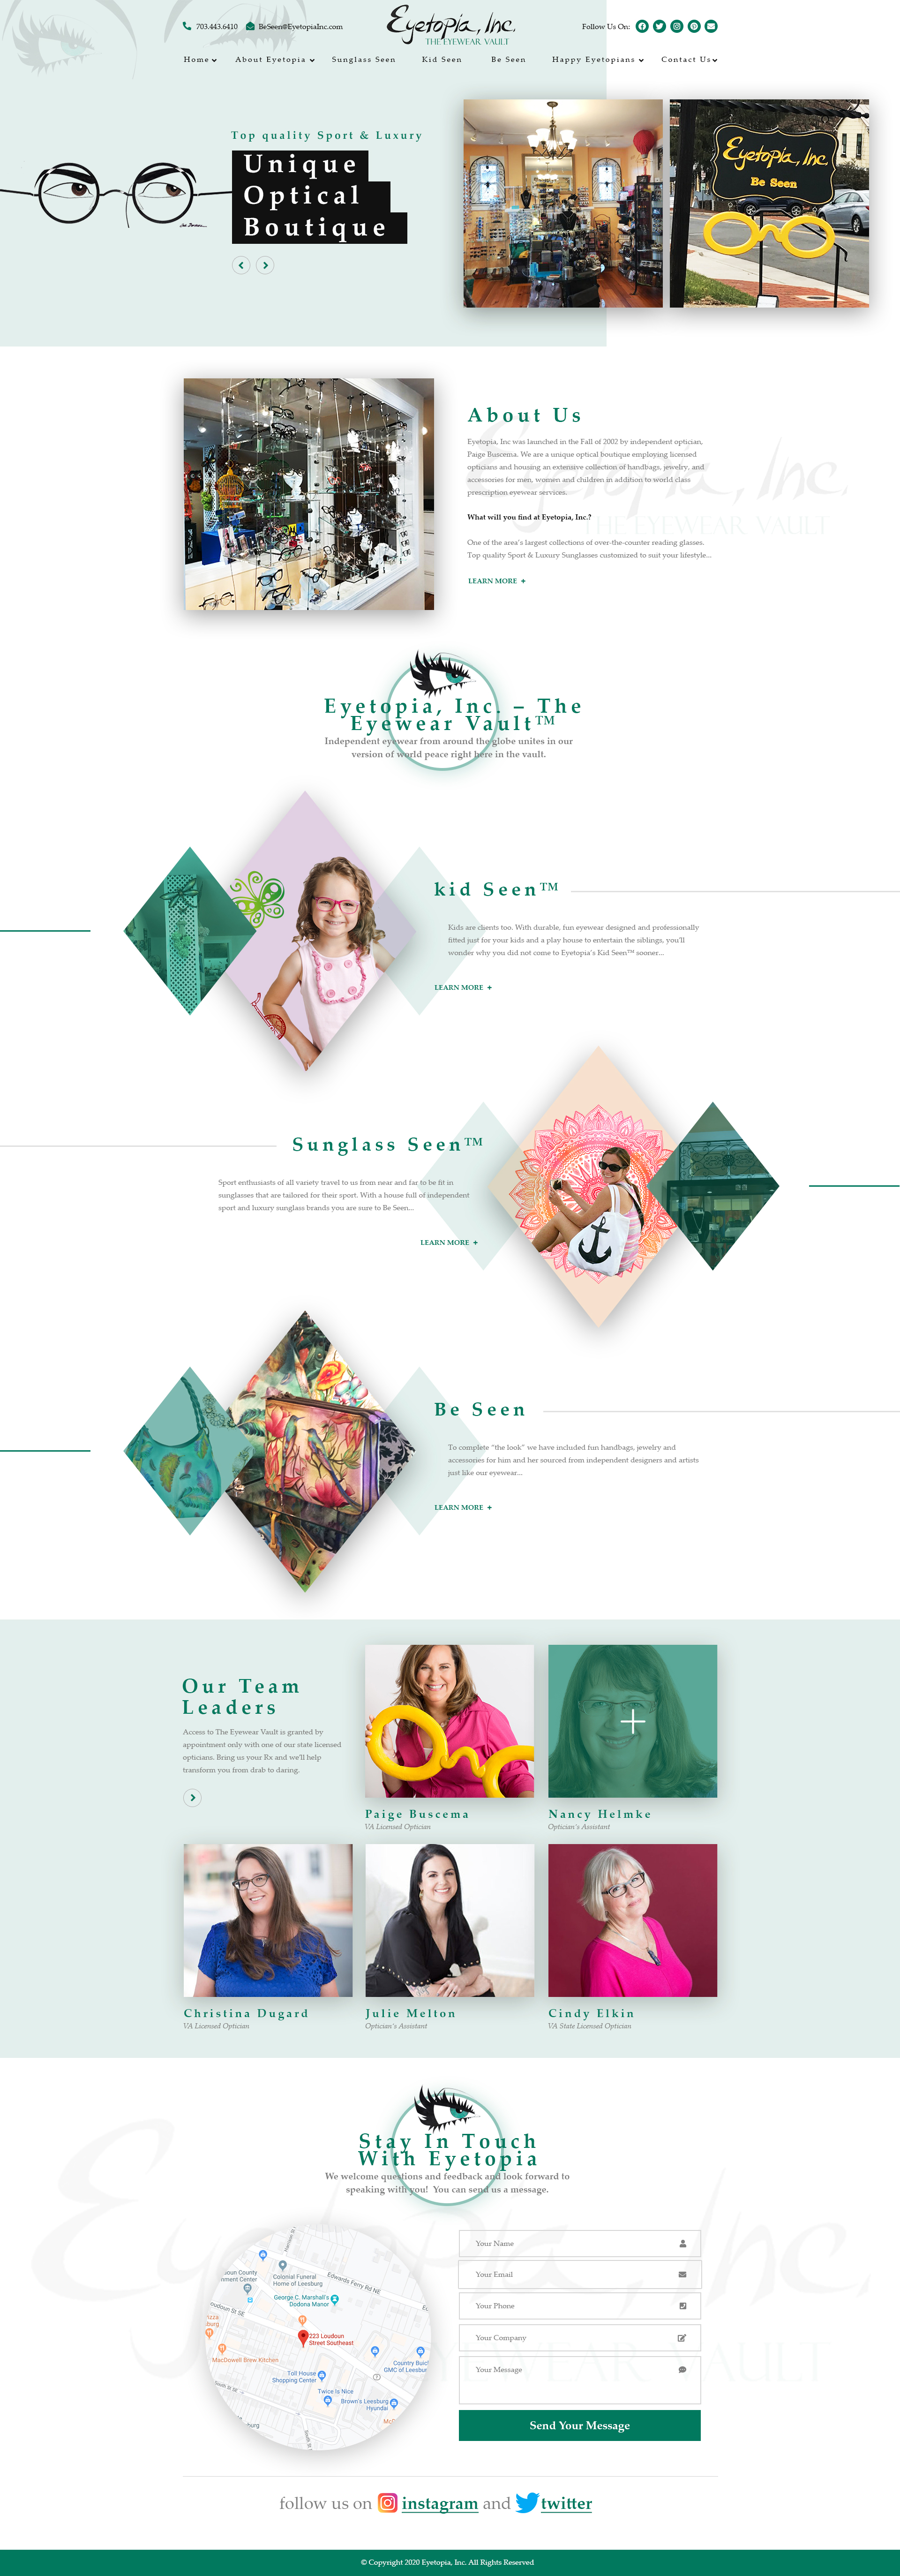 703.443.6410
BeSeen@EyetopiaInc.com
Eyetopia, Inc.
THE EYEWEAR VAULT
Follow Us On:
Home
About Eyetopia
Sunglass Seen
Kid Seen
Be Seen
Happy Eyetopians
Contact Us
Top quality Sport & Luxury
Unique
Optical
Boutique
Eyetopia, Inc
Be Seen
About Us
Eyetopia, Inc was launched in the Fall of 2002 by independent optician,
Paige Buscema. We are a unique optical boutique employing licensed
opticians and housing an extensive collection of handbags, jewelry, and
accessories for men, women and children in addition to world class
prescription eyewear services.
What will you find at Eyetopia, Inc.?
One of the area's largest collections of over-the-counter reading glasses.
Top quality Sport & Luxury Sunglasses customized to suit your lifestyle...
LEARN MORE +
Eyetopia, Inc.
THE EYEWEAR VAULT
Eyetopia, Inc. – The
Eyewear Vault™
Independent eyewear from around the globe unites in our
version of world peace right here in the vault.
kid Seen™
Kids are clients too. With durable, fun eyewear designed and professionally
fitted just for your kids and a play house to entertain the siblings, you'll
wonder why you did not come to Eyetopia's Kid Seen™ sooner...
LEARN MORE +
Sunglass Seen™
Sport enthusiasts of all variety travel to us from near and far to be fit in
sunglasses that are tailored for their sport. With a house full of independent
sport and luxury sunglass brands you are sure to Be Seen...
LEARN MORE +
Be Seen
To complete “the look” we have included fun handbags, jewelry and
accessories for him and her sourced from independent designers and artists
just like our eyewear...
LEARN MORE +
Our Team
Leaders
Access to The Eyewear Vault is granted by
appointment only with one of our state licensed
opticians. Bring us your Rx and we'll help
transform you from drab to daring.
Paige Buscema
VA Licensed Optician
Nancy Helmke
Optician's Assistant
Christina Dugard
VA Licensed Optician
Julie Melton
Optician's Assistant
Cindy Elkin
VA State Licensed Optician
Stay In Touch
With Eyetopia
We welcome questions and feedback and look forward to
speaking with you! You can send us a message.
Colonial Funeral
Home of Leesburg
Edwards Ferry Rd NE
George C. Marshall's
Dodona Manor
oudoun St SE
223 Loudoun
Street Southeast
MacDowell Brew Kitchen
Toll House
Shopping Center
Country Buick
GMC of Leesbur
Twice Is Nice
Brown's Leesburg
Hyundai
Your Name
Your Email
Your Phone
Your Company
Your Message
Send Your Message
follow us on instagram and twitter
© Copyright 2020 Eyetopia, Inc. All Rights Reserved